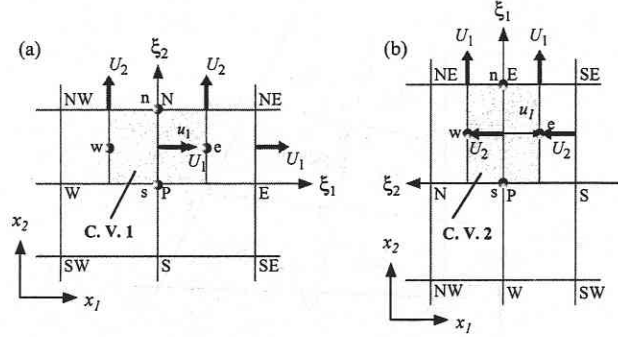 (a)
ξ2
U2
U2
NW
n
N
NE
w
u1
e
U1
U1
W
s
P
E
ξ1
x2
C. V. 1
SW
S
SE
x1
(b)
ξ1
U1
U1
NE
n
E
SE
w
u1
e
U2
U2
ξ2
N
s
P
S
x2
C. V. 2
NW
W
SW
x1